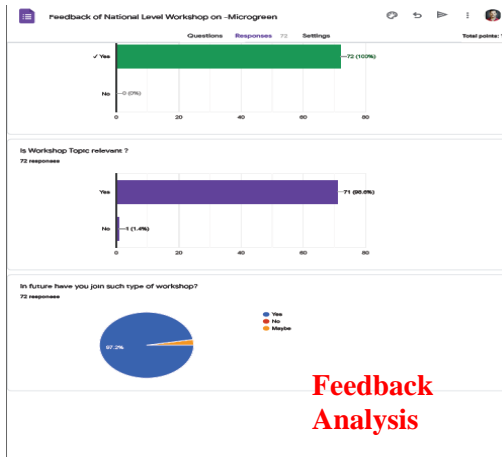 Feedback of National Level Workshop on -Microgreen
Questions Responses 72 Settings Total points:
✓ Yes 72 (100%)
No 0 (0%)
0 20 40 60 80
Is Workshop Topic relevant ?
72 responses
Yes 71 (98.6%)
No 1 (1.4%)
0 20 40 60 80
In future have you join such type of workshop?
72 responses
Yes
No
Maybe
97.2%
Feedback
Analysis